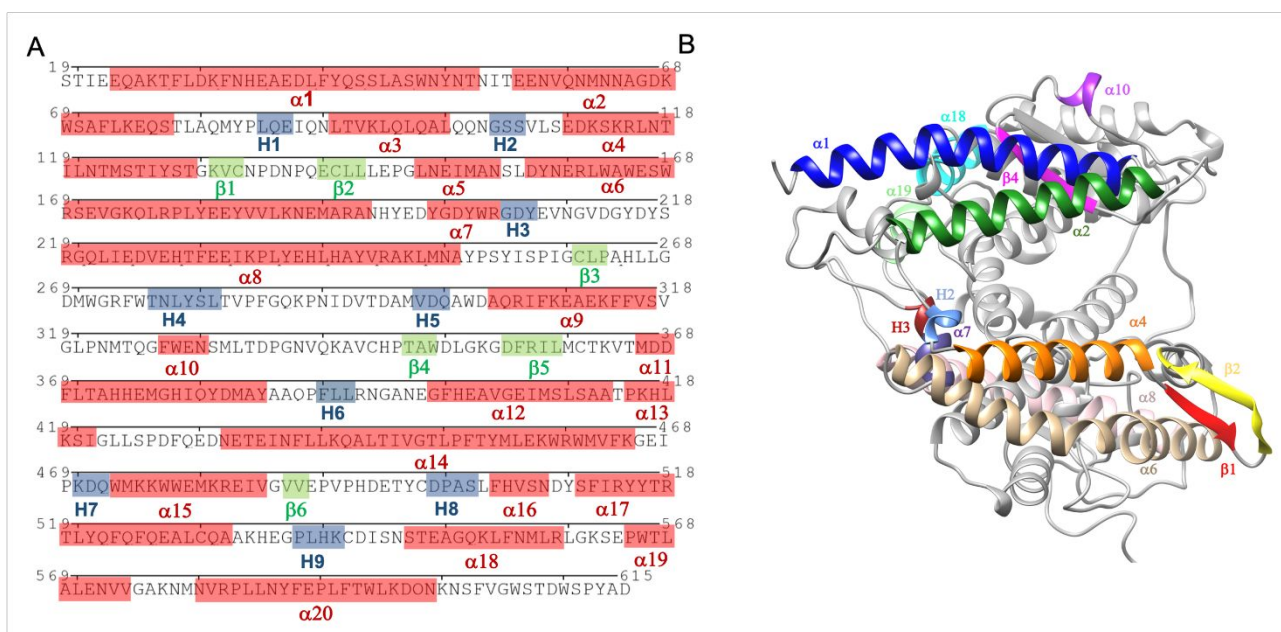 A
19 68
STIEEQAKTFLDKFNHEAEDLFYQSSLASWNYNTNITEENVQNMNNAGDK
α1 α2
69 118
WSAFLKEQSTLAQMYPLQEIQNLTVKLQLQALQQNGSSVLSEDKSKRLNT
H1 α3 H2 α4
119 168
ILNTMSTIYSTGKVCNPDNPQECLLLEPGLNEIMANSLDYNERLWAWESW
β1 β2 α5 α6
169 218
RSEVGKQLRPLYEEYVVLKNEMARANHYEDYGDYWRGDYEVNGVDGYDYS
α7 H3
219 268
RGQLIEDVEHTFEEIKPLYEHLHAYVRAKLMNAYPSYISPIGCLPAHLLG
α8 β3
269 318
DMWGRFWTNLYSLTVPFGQKPNIDVTDAMVDQAWDAQRIFKEAEKFFVSV
H4 H5 α9
319 368
GLPNMTQGFWENSMLTDPGNVQKAVCHPTAWDLGKGDFRILMCTKVTMDD
α10 β4 β5 α11
369 418
FLTAHHEMGHIQYDMAYAAQPFLLRNGANEGFHEAVGEIMSLSAATPKHL
H6 α12 α13
419 468
KSIGLLSPDFQEDNETEINFLLKQALTIVGTLPFTYMLEKWRWMVFKGEI
α14
469 518
PKDQWMKKWWEMKREIVGVVEPVPHDETYCDPASLFHVSNDYSFIRYYTR
H7 α15 β6 H8 α16 α17
519 568
TLYQFQFQEALCQAAKHEGPLHKCDISNSTEAGQKLFNMLRLGKSEPWTL
H9 α18 α19
569 615
ALENVVGAKNMNVRPLLNYFEPLFTWLKDQNKNSFVGWSTDWSPYAD
α20
B
α10
α18
α1
β4
α19
α2
H2
H3
α7
α4
β2
α8
α6
β1